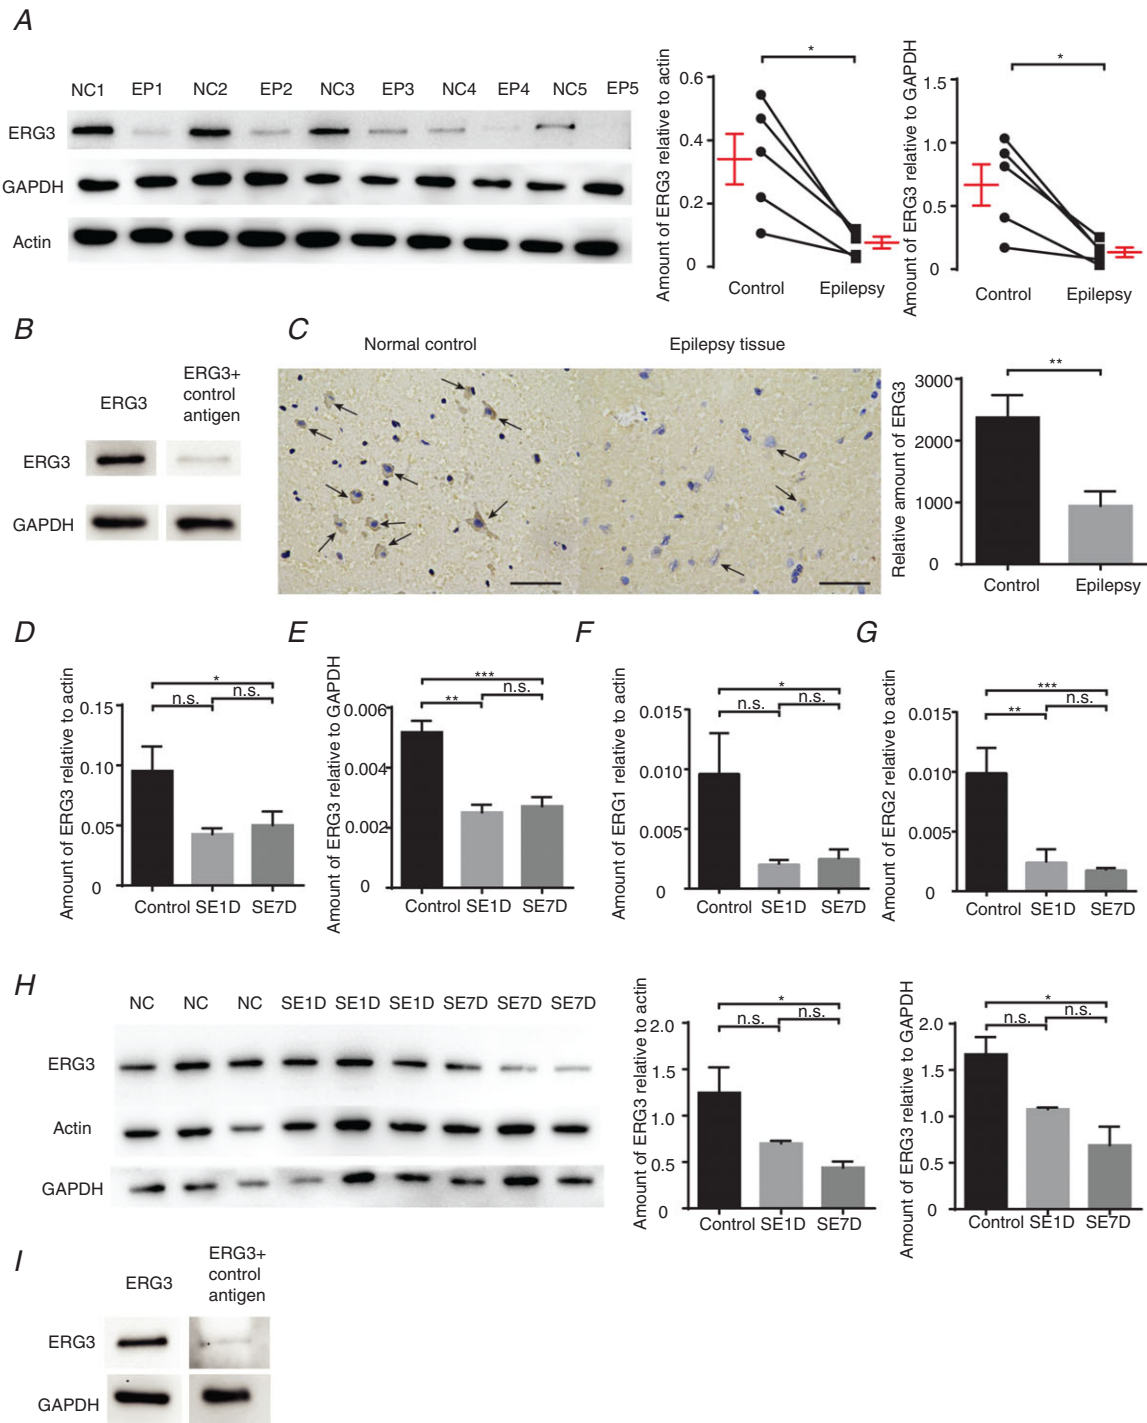 A
NC1 EP1 NC2 EP2 NC3 EP3 NC4 EP4 NC5 EP5
ERG3
GAPDH
Actin
Amount of ERG3 relative to actin
0.6
0.4
0.2
0
*
Control Epilepsy
Amount of ERG3 relative to GAPDH
1.5
1.0
0.5
0
*
Control Epilepsy
B
ERG3
ERG3+
control
antigen
ERG3
GAPDH
C
Normal control Epilepsy tissue
Relative amount of ERG3
3000
2000
1000
0
**
Control Epilepsy
D
Amount of ERG3 relative to actin
0.15
0.10
0.05
0
*
n.s. n.s.
Control SE1D SE7D
E
Amount of ERG3 relative to GAPDH
0.006
0.004
0.002
0
***
** n.s.
Control SE1D SE7D
F
Amount of ERG1 relative to actin
0.015
0.010
0.005
0
*
n.s. n.s.
Control SE1D SE7D
G
Amount of ERG2 relative to actin
0.015
0.010
0.005
0
***
** n.s.
Control SE1D SE7D
H
NC NC NC SE1D SE1D SE1D SE7D SE7D SE7D
ERG3
Actin
GAPDH
Amount of ERG3 relative to actin
2.0
1.5
1.0
0.5
0
*
n.s. n.s.
Control SE1D SE7D
Amount of ERG3 relative to GAPDH
2.0
1.5
1.0
0.5
0
*
n.s. n.s.
Control SE1D SE7D
I
ERG3
ERG3+
control
antigen
ERG3
GAPDH